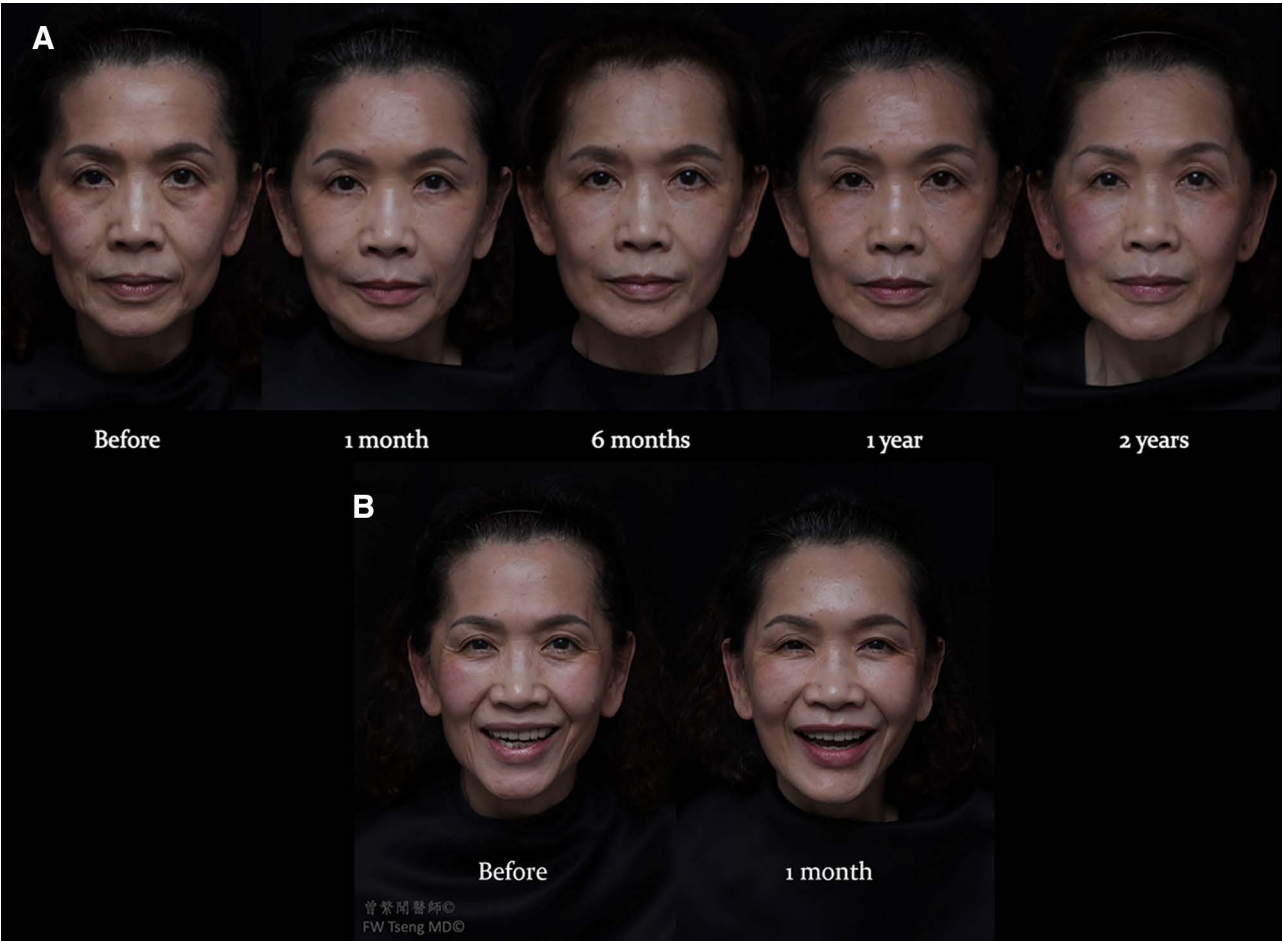 A
Before
1 month
6 months
1 year
2 years
B
Before
1 month
曾繁聞醫師©
FW Tseng MD©